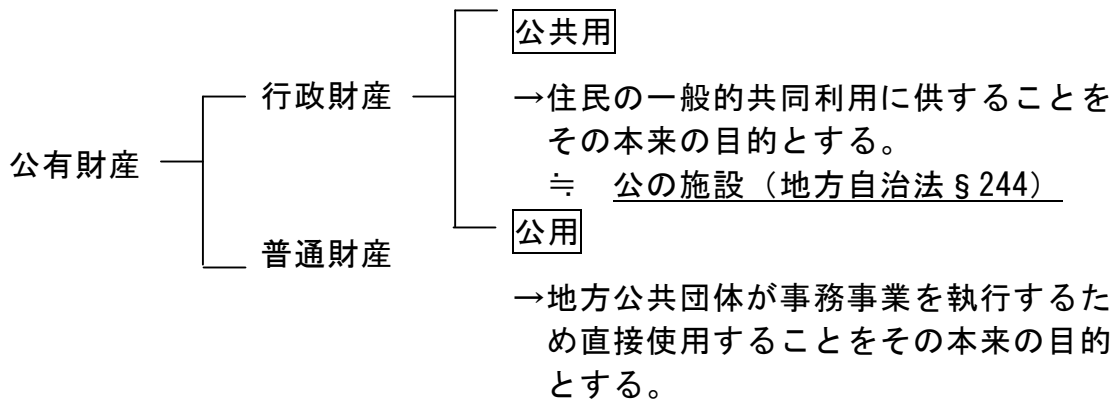 公共用
行政財産
→住民の一般的共同利用に供することを
その本来の目的とする。
公有財産
≒ 公の施設（地方自治法§244）
公用
普通財産
→地方公共団体が事務事業を執行するた
め直接使用することをその本来の目的
とする。